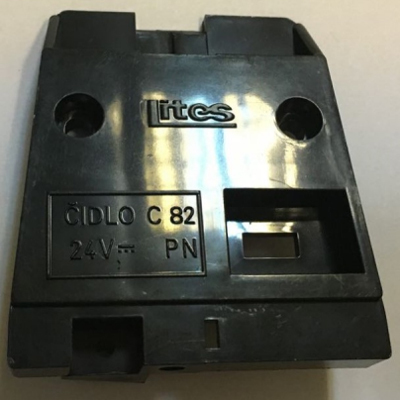 Lites
ČIDLO C 82
24V⎓ PN